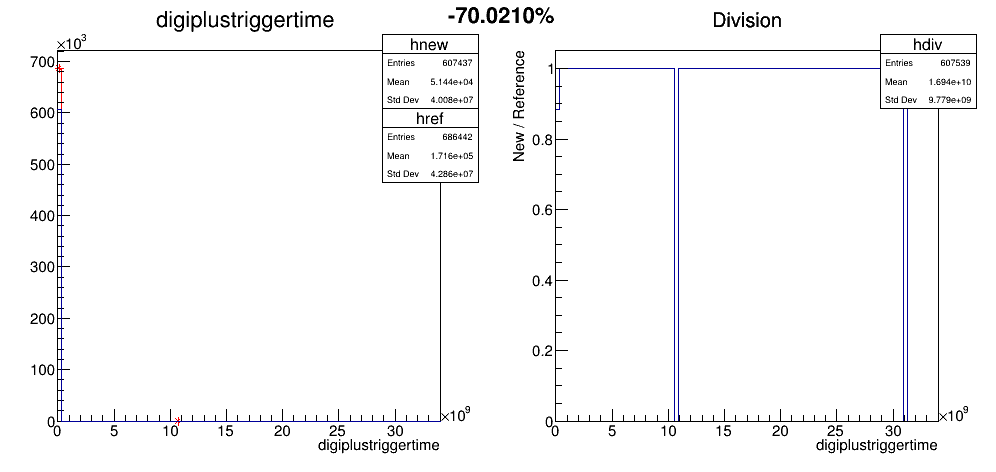 digiplustriggertime
-70.0210%
Division
×10³
hnew
Entries 607437
Mean 5.144e+04
Std Dev 4.008e+07
href
Entries 686442
Mean 1.716e+05
Std Dev 4.286e+07
700
600
500
400
300
200
100
0
0 5 10 15 20 25 30
×10⁹
digiplustriggertime
hdiv
Entries 607539
Mean 1.694e+10
Std Dev 9.779e+09
New / Reference
1
0.8
0.6
0.4
0.2
0
0 5 10 15 20 25 30
×10⁹
digiplustriggertime